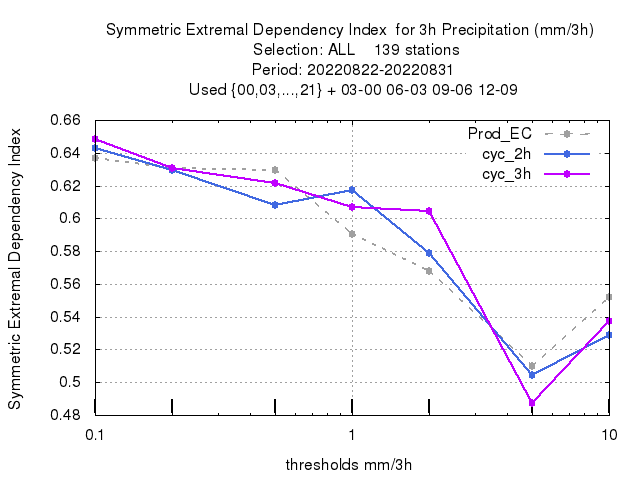 Symmetric Extremal Dependency Index  for 3h Precipitation (mm/3h)
Selection: ALL    139 stations
Period: 20220822-20220831
Used {00,03,...,21} + 03-00 06-03 09-06 12-09
Symmetric Extremal Dependency Index
0.66
0.64
0.62
0.6
0.58
0.56
0.54
0.52
0.5
0.48
Prod_EC
cyc_2h
cyc_3h
0.1
1
10
thresholds mm/3h